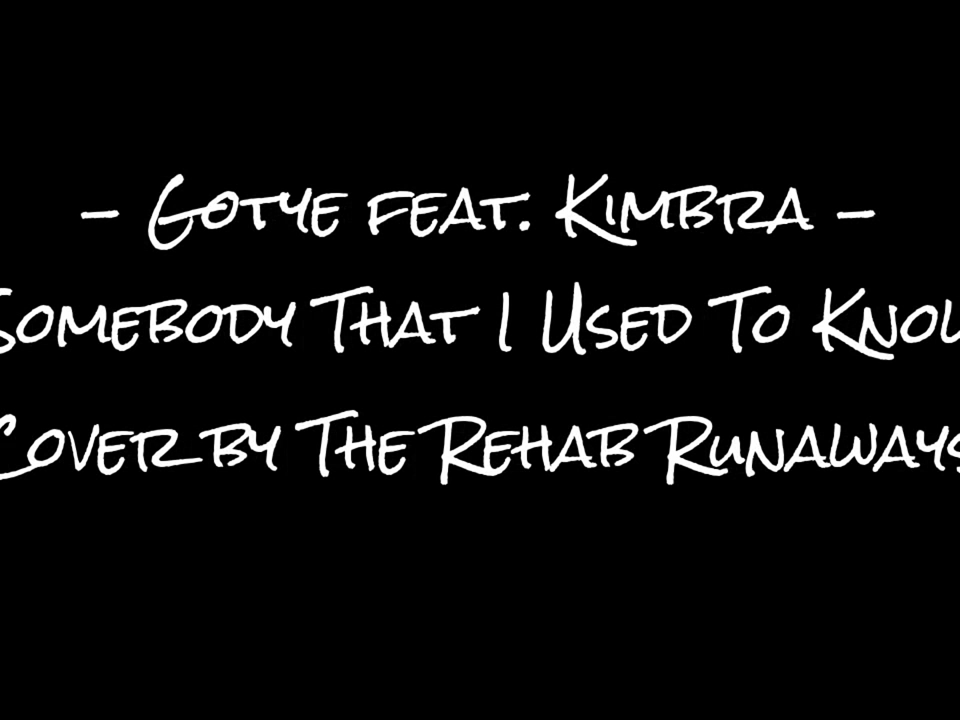 - Gotye feat. Kimbra -
Somebody That I Used To Know
Cover by The Rehab Runaways